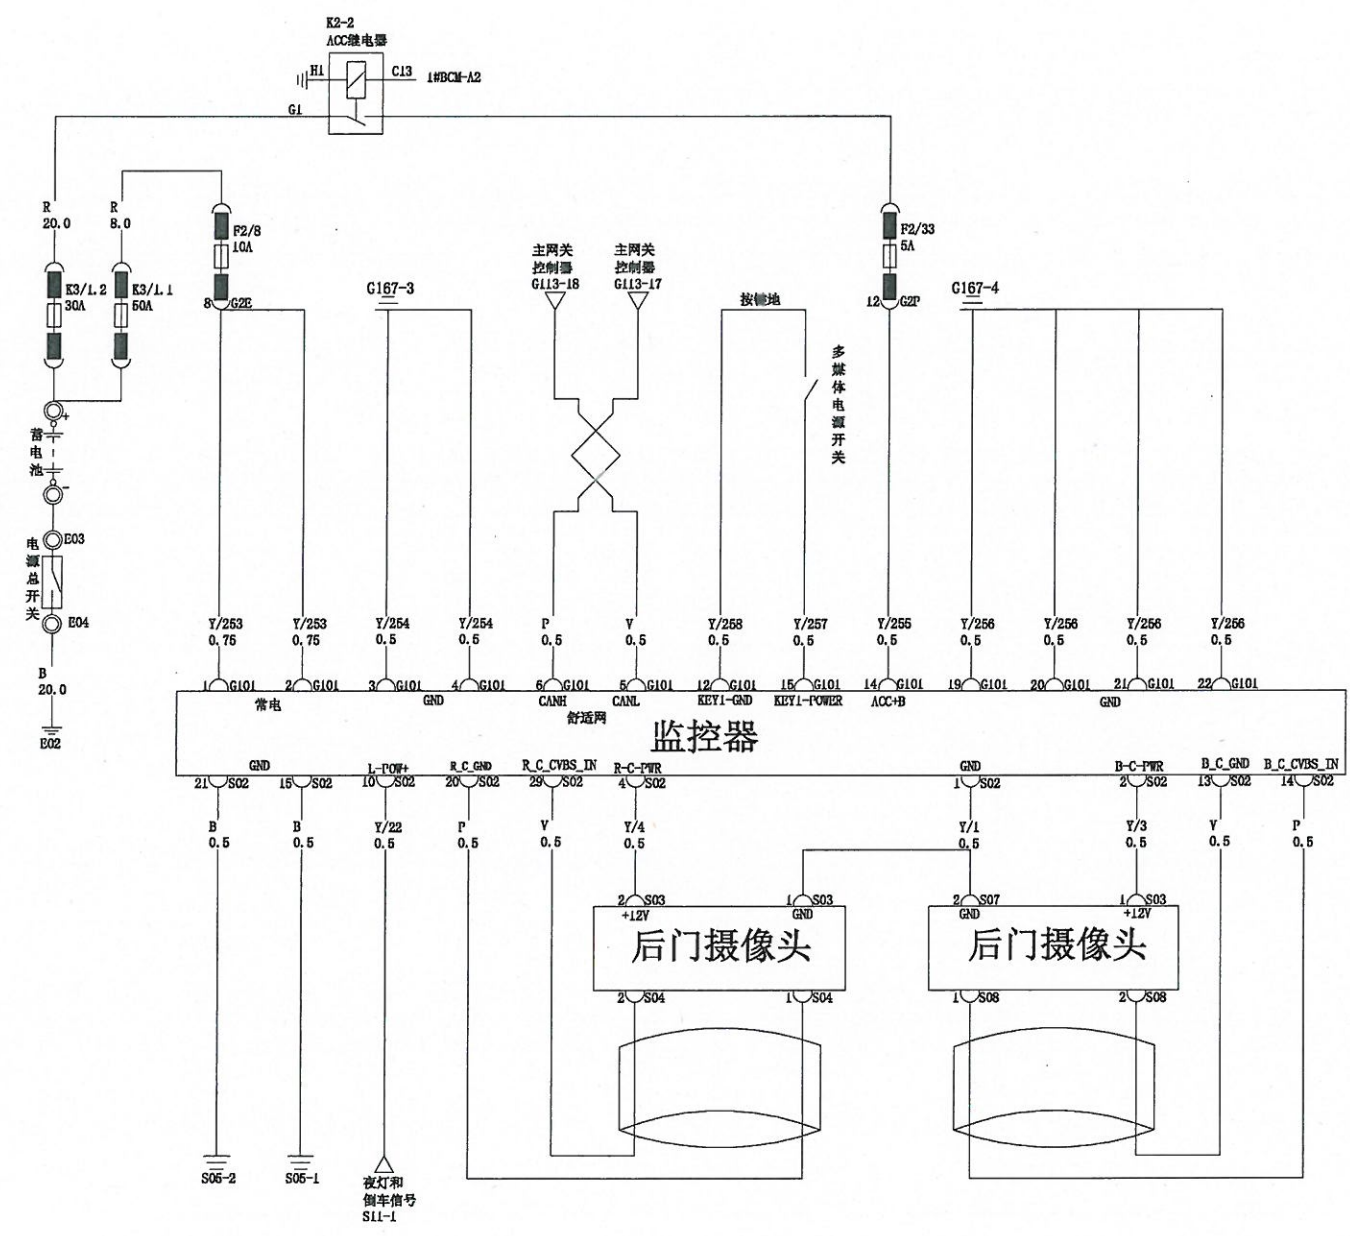 K2-2
ACC继电器
H1
C13
1#BCM-A2
G1
R
20.0
R
8.0
F2/8
10A
K3/1.2
30A
K3/1.1
50A
8
G2E
G167-3
主网关
控制器
G113-18
主网关
控制器
G113-17
按键地
多媒体电源开关
F2/33
5A
12
G2P
G167-4
+
蓄电池
-
E03
电源总开关
E04
B
20.0
E02
Y/253
0.75
Y/253
0.75
Y/254
0.5
Y/254
0.5
P
0.5
V
0.5
Y/258
0.5
Y/257
0.5
Y/255
0.5
Y/256
0.5
Y/256
0.5
Y/256
0.5
Y/256
0.5
1 G101
2 G101
3 G101
4 G101
6 G101
5 G101
12 G101
15 G101
14 G101
19 G101
20 G101
21 G101
22 G101
常电
GND
CANH
CANL
KEY1-GND
KEY1-POWER
ACC+B
GND
舒适网
监控器
GND
L-POW+
R_C_GND
R_C_CVBS_IN
R-C-PWR
GND
B-C-PWR
B_C_GND
B_C_CVBS_IN
21 S02
15 S02
10 S02
20 S02
29 S02
4 S02
1 S02
2 S02
13 S02
14 S02
B
0.5
B
0.5
Y/22
0.5
P
0.5
V
0.5
Y/4
0.5
Y/1
0.5
Y/3
0.5
V
0.5
P
0.5
2 S03
1 S03
2 S07
1 S03
+12V
GND
GND
+12V
后门摄像头
后门摄像头
2 S04
1 S04
1 S08
2 S08
S05-2
S05-1
夜灯和
倒车信号
S11-1